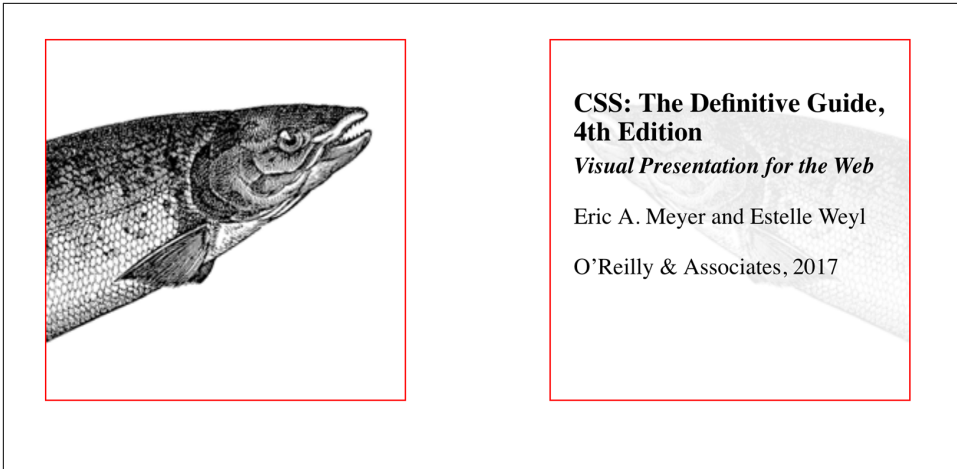 CSS: The Definitive Guide,
4th Edition
Visual Presentation for the Web
Eric A. Meyer and Estelle Weyl
O’Reilly & Associates, 2017